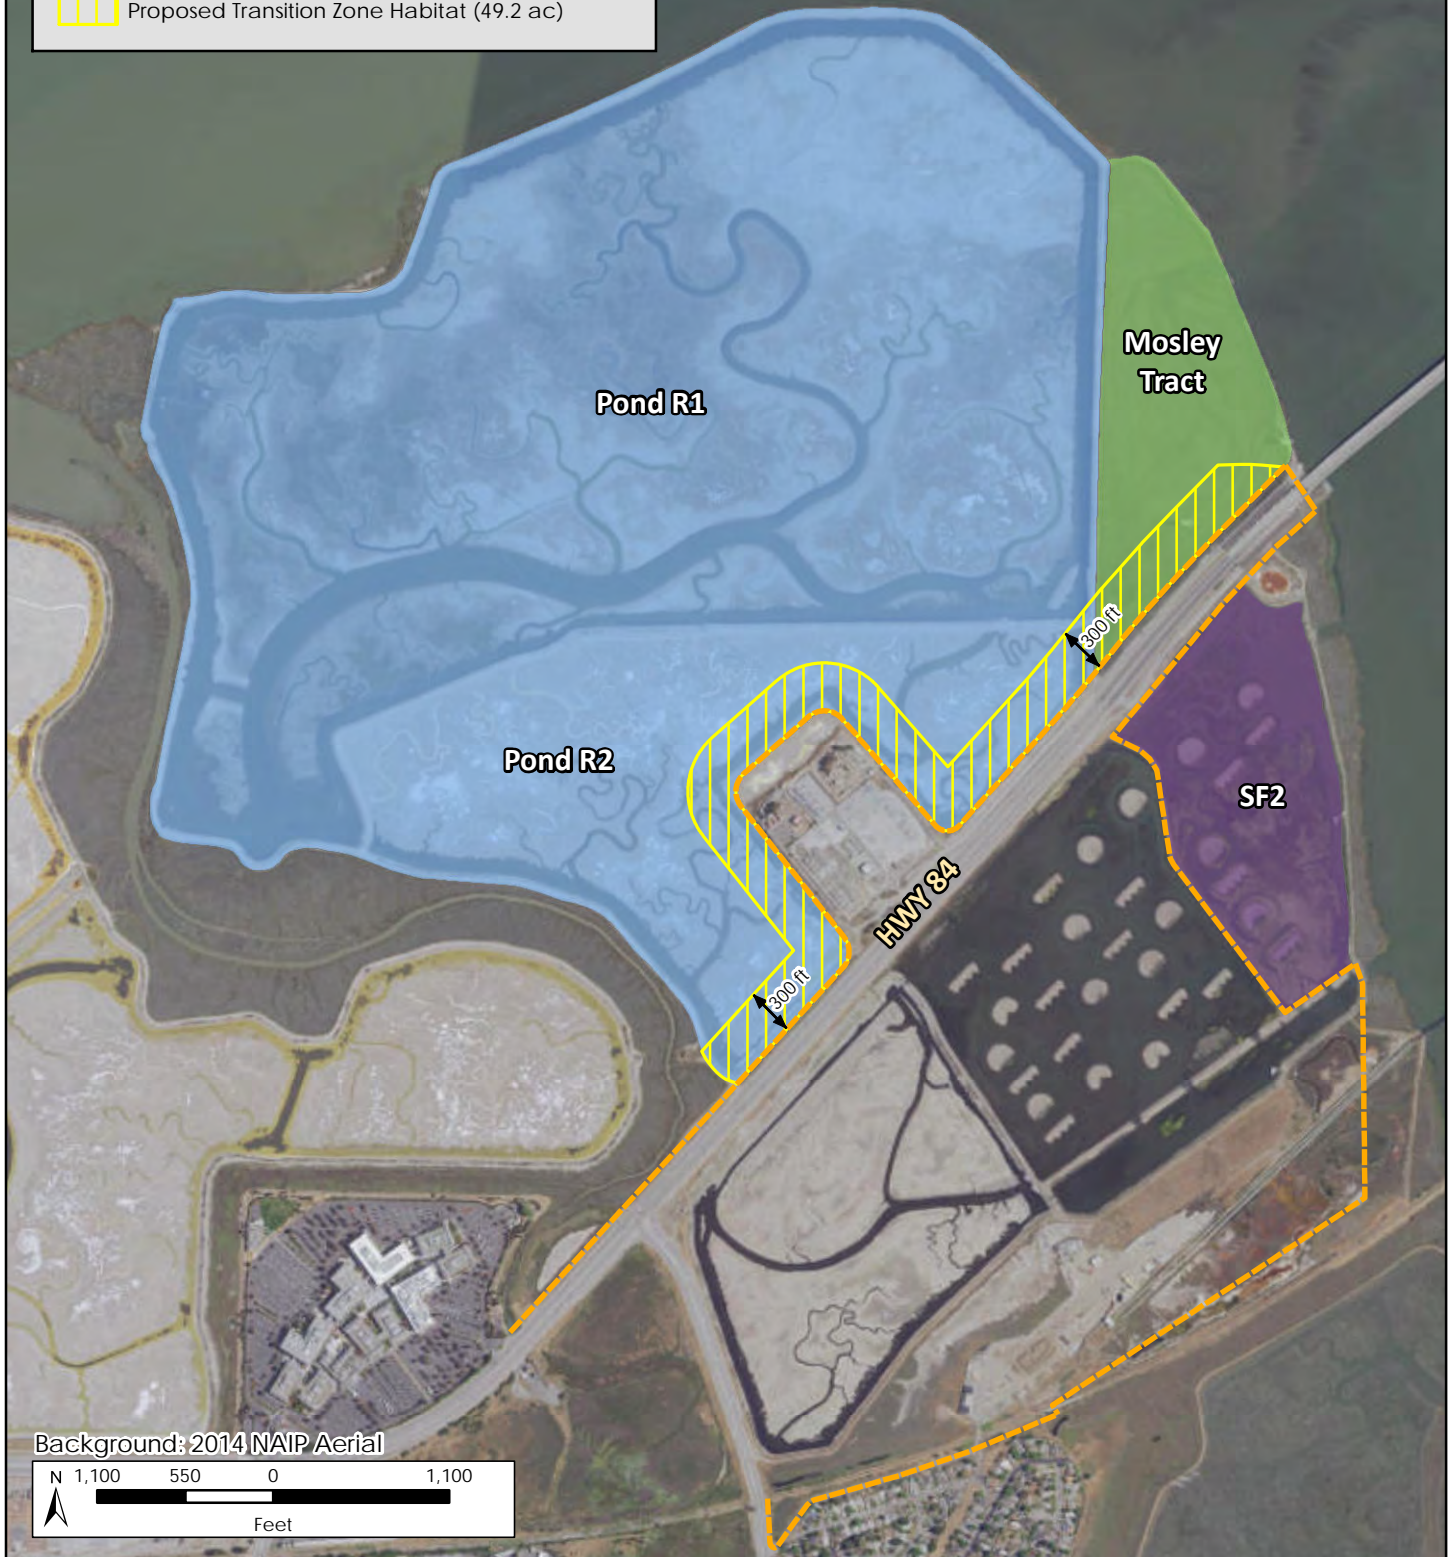 Proposed Transition Zone Habitat (49.2 ac)
Mosley
Tract
Pond R1
300 ft
Pond R2
SF2
HWY 84
300 ft
Background: 2014 NAIP Aerial
N 1,100 550 0 1,100
Feet